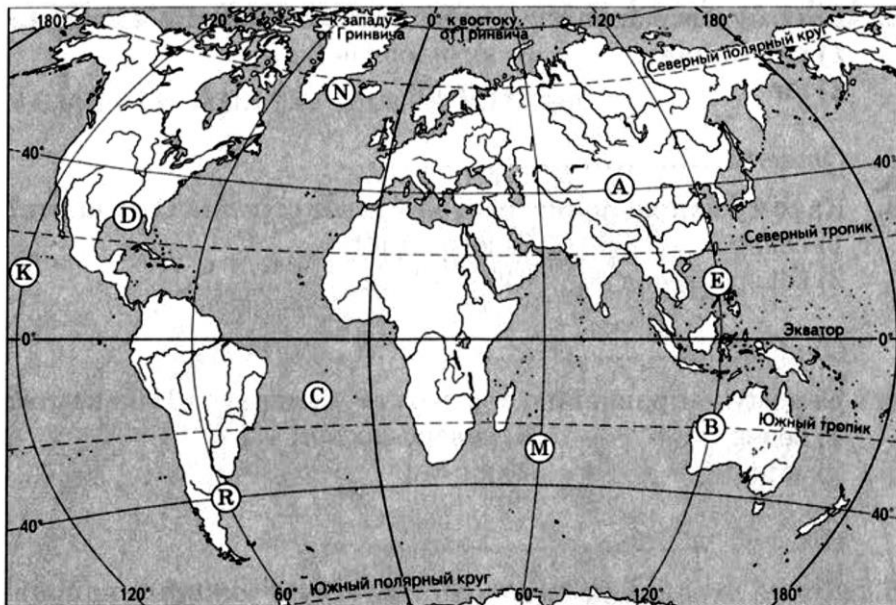 180° 120° к западу 0° к востоку 120° 180°
от Гринвича от Гринвича
Северный полярный круг
N
40° 40°
A
D
Северный тропик
K
E
Экватор
0° 0°
C
Южный тропик
B
M
R
40° 40°
Южный полярный круг
120° 60° 60° 120° 180°